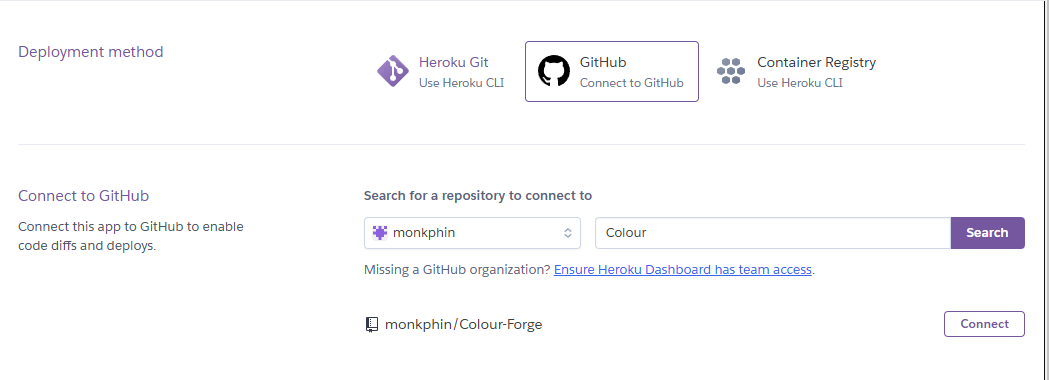 Deployment method
Heroku Git
Use Heroku CLI
GitHub
Connect to GitHub
Container Registry
Use Heroku CLI
Connect to GitHub
Connect this app to GitHub to enable
code diffs and deploys.
Search for a repository to connect to
monkphin
Colour
Search
Missing a GitHub organization? Ensure Heroku Dashboard has team access.
monkphin/Colour-Forge
Connect